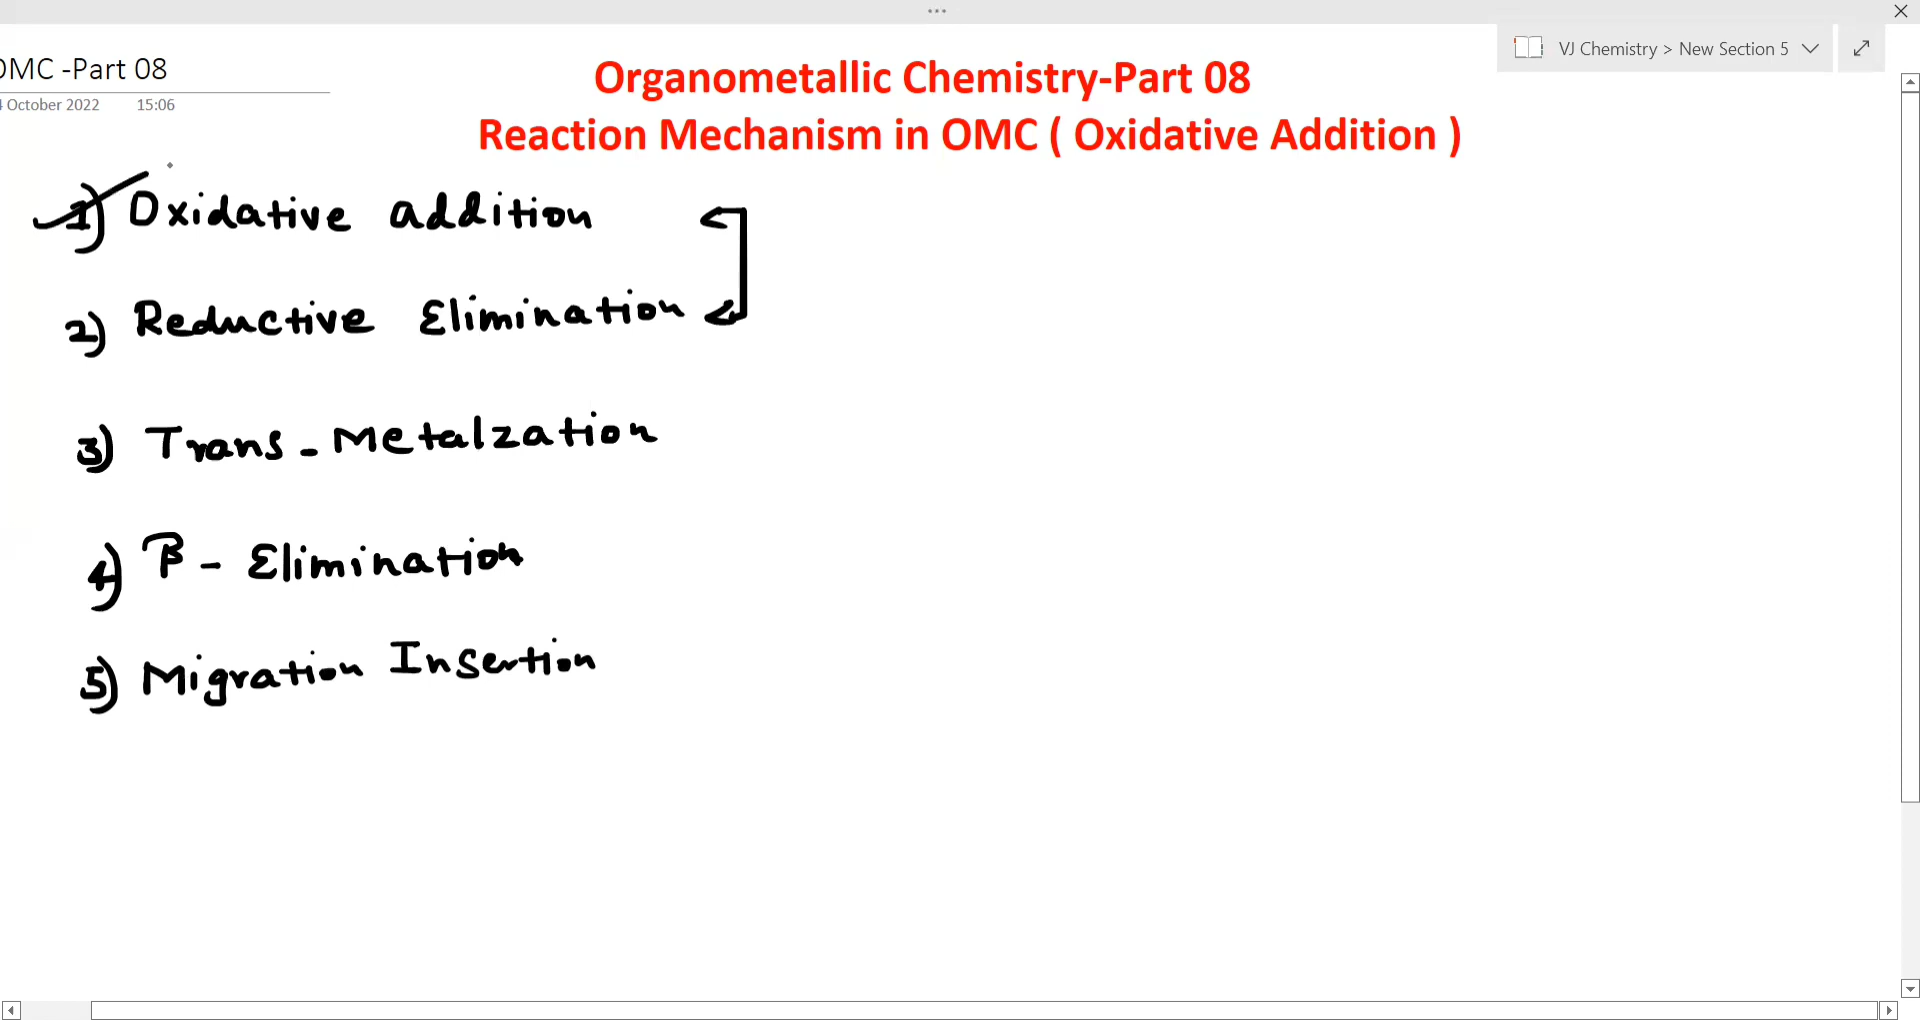 OMC -Part 08
October 2022 15:06
VJ Chemistry > New Section 5
Organometallic Chemistry-Part 08
Reaction Mechanism in OMC ( Oxidative Addition )
1) Oxidative addition
2) Reductive Elimination
3) Trans - Metalzation
4) β - Elimination
5) Migration Insertion